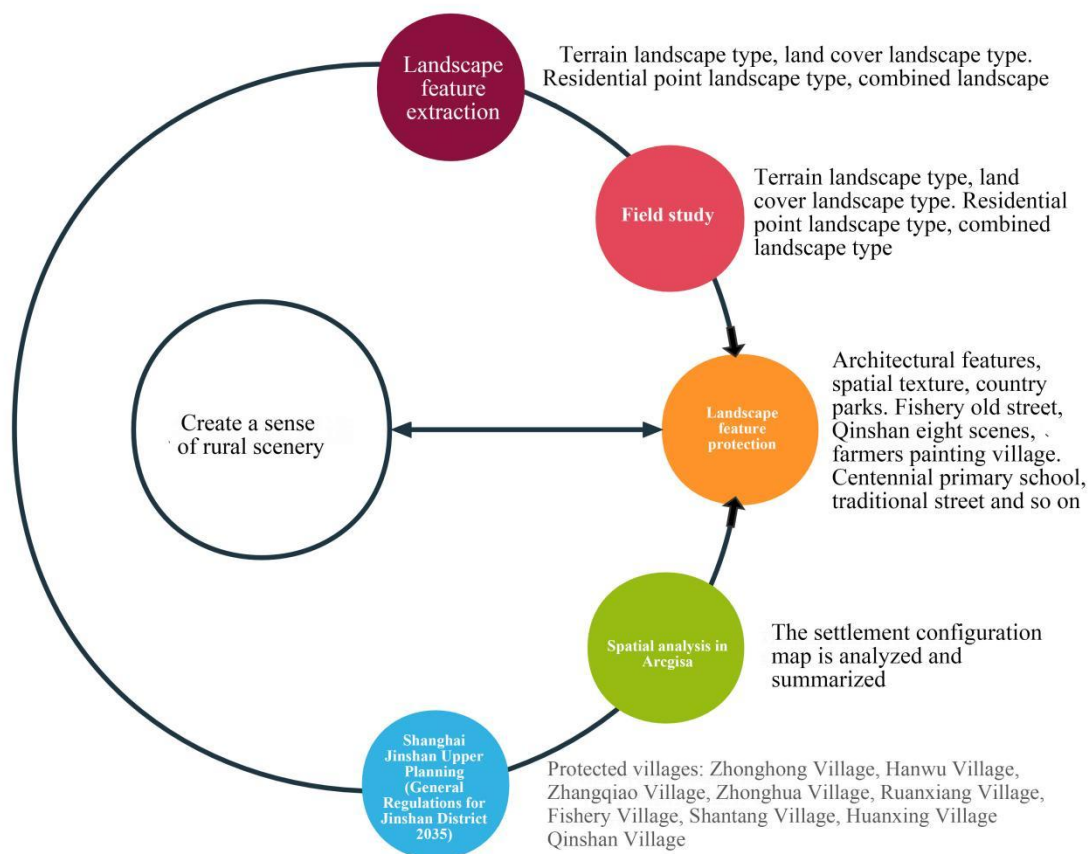 Landscape
feature
extraction
Terrain landscape type, land cover landscape type.
Residential point landscape type, combined landscape
Field study
Terrain landscape type, land
cover landscape type. Residential
point landscape type, combined
landscape type
Create a sense
of rural scenery
Landscape
feature
protection
Architectural features,
spatial texture, country
parks. Fishery old street,
Qinshan eight scenes, 、
farmers painting village.
Centennial primary school,
traditional street and so on
Spatial analysis in
Arcgisa
The settlement configuration
map is analyzed and
summarized
Shanghai
Jinshan Upper
Planning
(General
Regulations for
Jinshan District
2035)
Protected villages: Zhonghong Village, Hanwu Village,
Zhangqiao Village, Zhonghua Village, Ruanxiang Village,
Fishery Village, Shantang Village, Huanxing Village
Qinshan Village